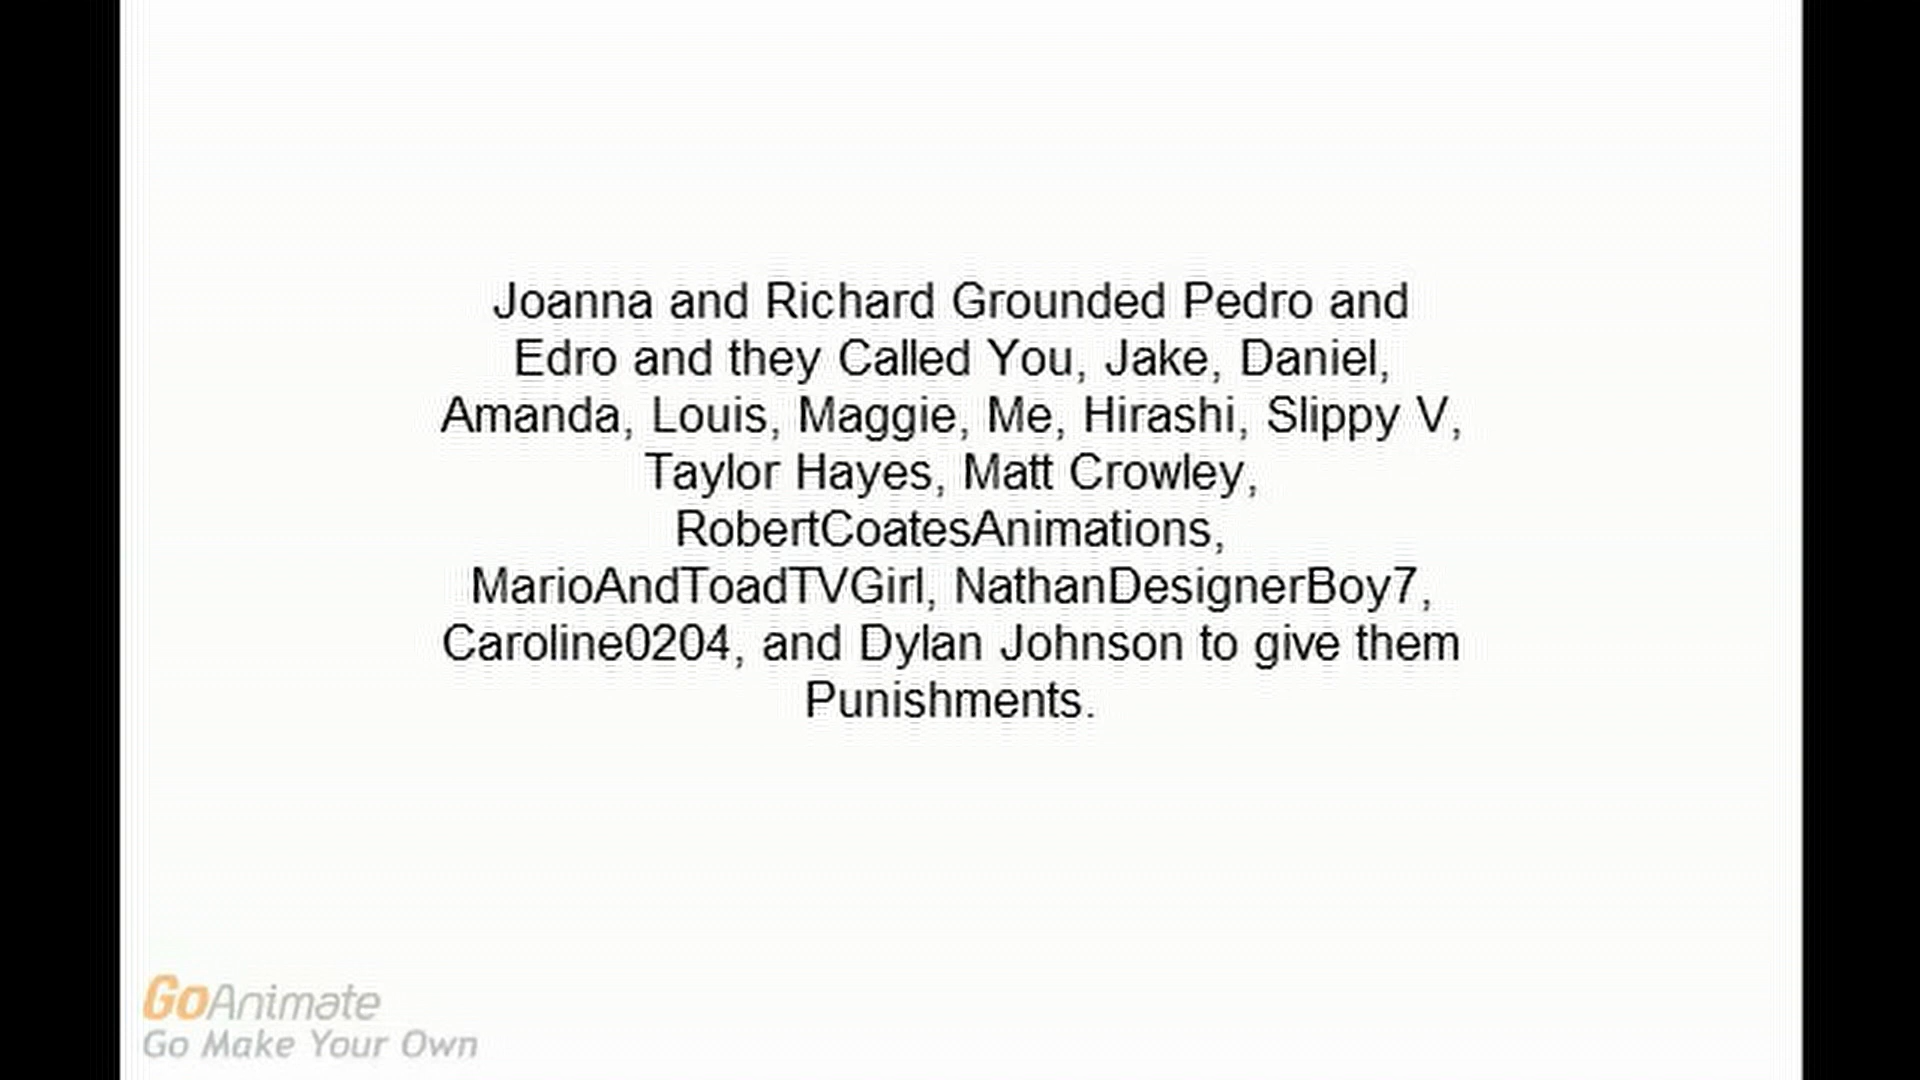 Joanna and Richard Grounded Pedro and
Edro and they Called You, Jake, Daniel,
Amanda, Louis, Maggie, Me, Hirashi, Slippy V,
Taylor Hayes, Matt Crowley,
RobertCoatesAnimations,
MarioAndToadTVGirl, NathanDesignerBoy7,
Caroline0204, and Dylan Johnson to give them
Punishments.
GoAnimate
Go Make Your Own